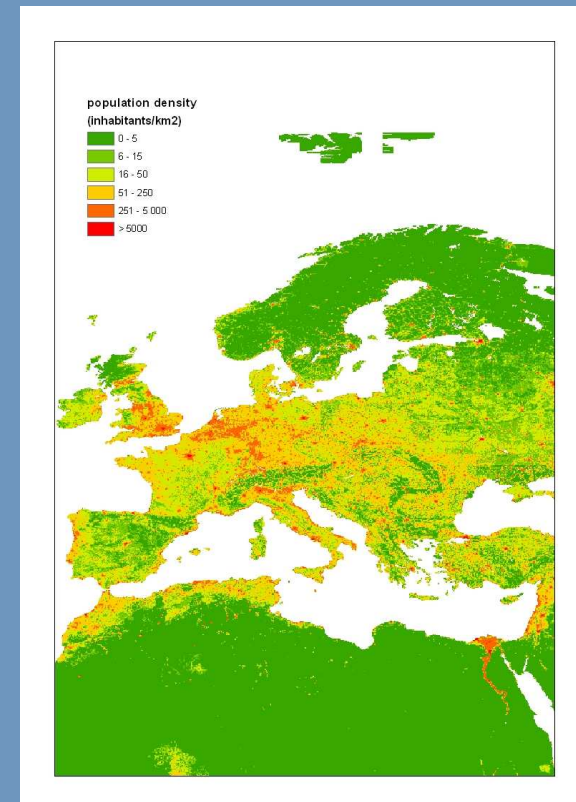 population density
(inhabitants/km2)
0 - 5
6 - 15
16 - 50
51 - 250
251 - 5 000
> 5000